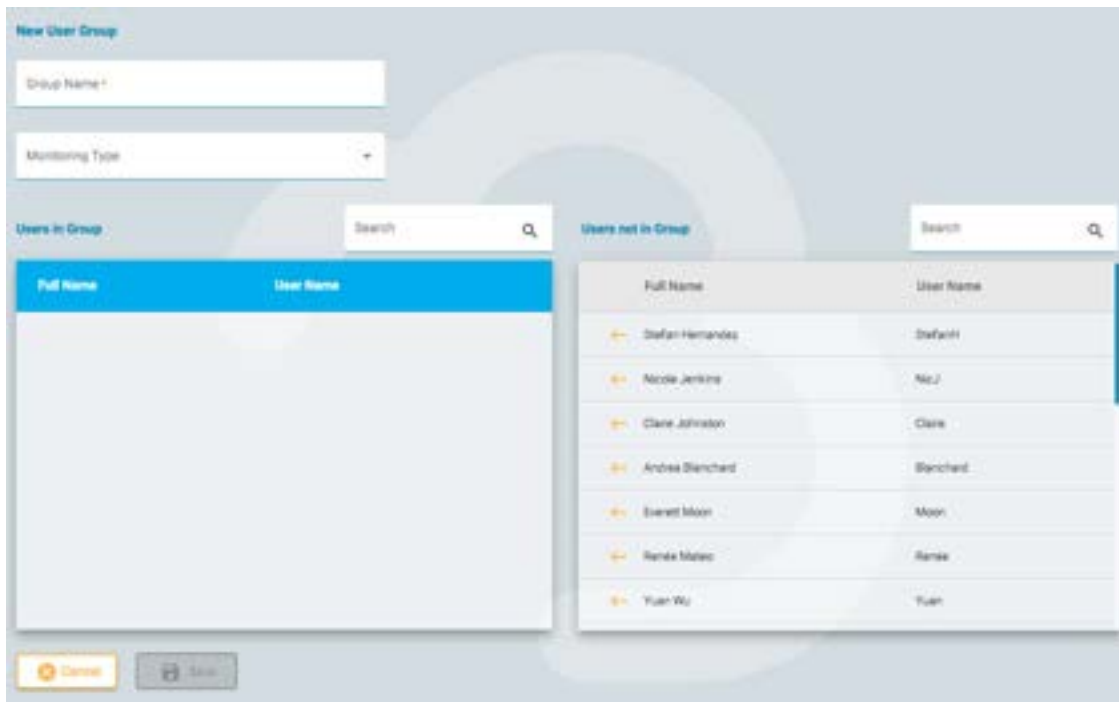 New User Group
Group Name *
Monitoring Type
Users in Group
Search
Users not in Group
Search
Full Name User Name
Full Name User Name
Stefan Hernandez StefanH
Nicole Jenkins NicJ
Claire Johnston Claire
Andrea Blanchard Blanchard
Everett Moon Moon
Renée Mateo Renée
Yuan Wu Yuan
Cancel
Save